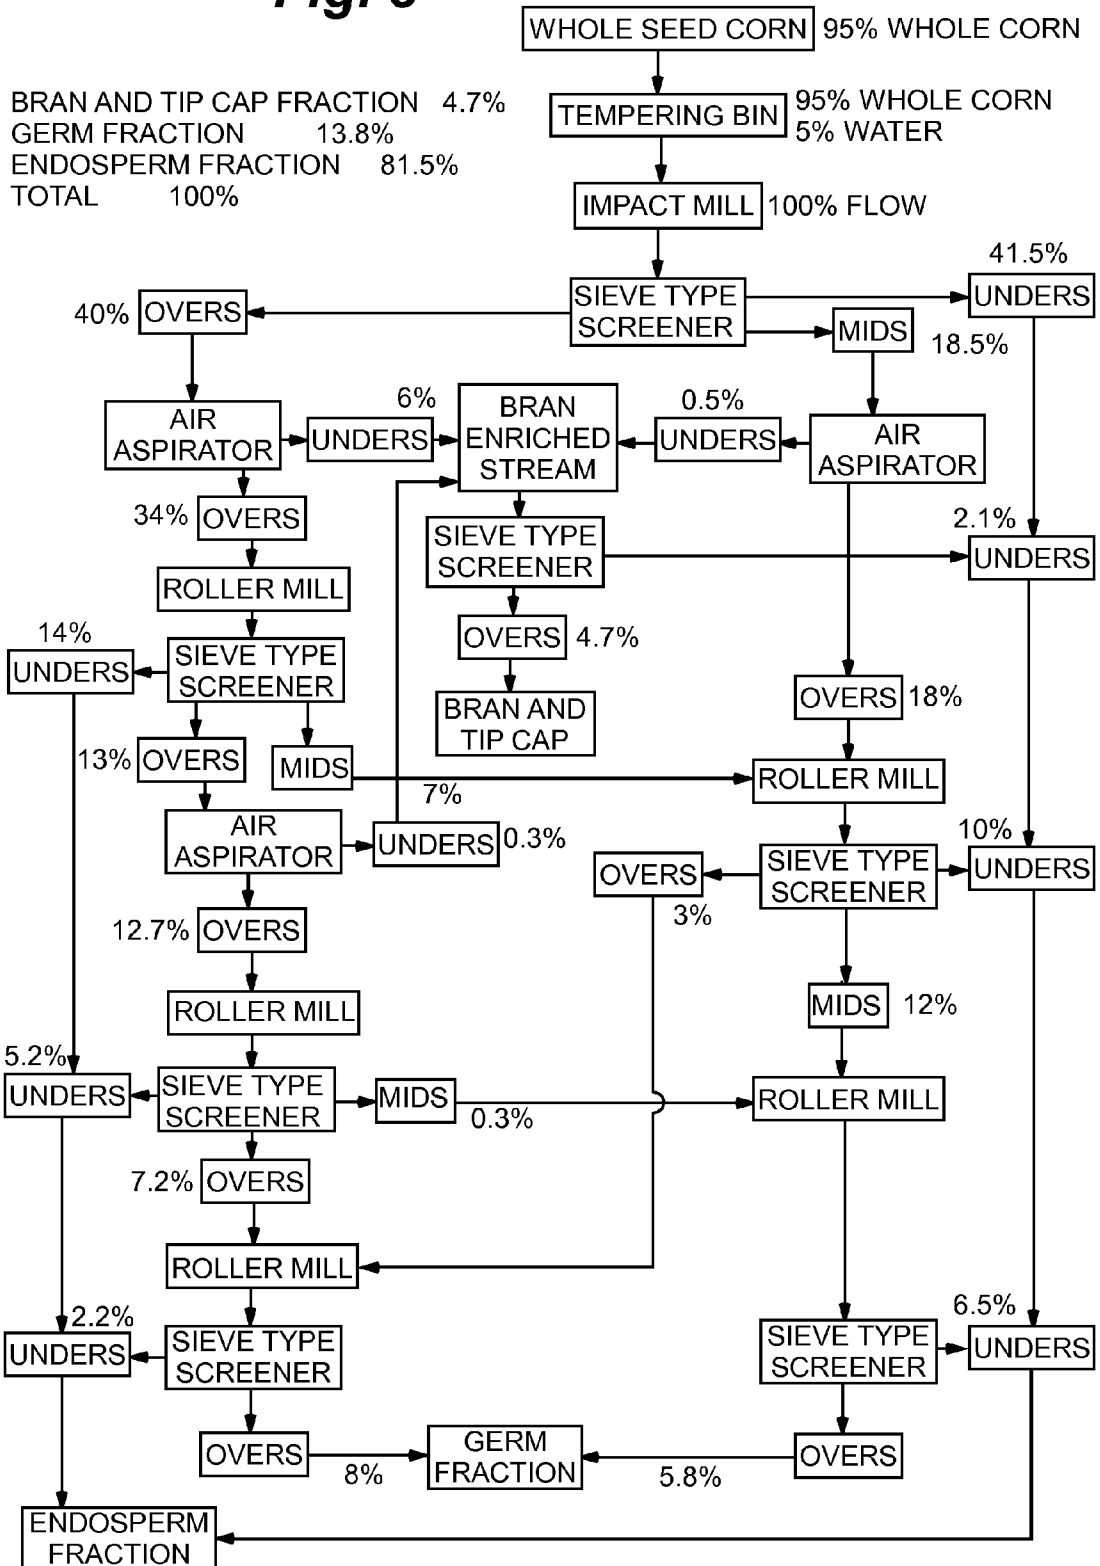 Fig. 3
WHOLE SEED CORN
95% WHOLE CORN
BRAN AND TIP CAP FRACTION 4.7%
GERM FRACTION 13.8%
ENDOSPERM FRACTION 81.5%
TOTAL 100%
TEMPERING BIN
95% WHOLE CORN
5% WATER
IMPACT MILL
100% FLOW
41.5%
UNDERS
SIEVE TYPE
SCREENER
40%
OVERS
MIDS
18.5%
AIR
ASPIRATOR
6%
UNDERS
BRAN
ENRICHED
STREAM
0.5%
UNDERS
AIR
ASPIRATOR
34%
OVERS
SIEVE TYPE
SCREENER
2.1%
UNDERS
ROLLER MILL
OVERS
4.7%
14%
UNDERS
SIEVE TYPE
SCREENER
BRAN AND
TIP CAP
OVERS
18%
13%
OVERS
MIDS
7%
ROLLER MILL
AIR
ASPIRATOR
UNDERS
0.3%
OVERS
3%
SIEVE TYPE
SCREENER
10%
UNDERS
12.7%
OVERS
MIDS
12%
ROLLER MILL
5.2%
UNDERS
SIEVE TYPE
SCREENER
MIDS
0.3%
ROLLER MILL
7.2%
OVERS
ROLLER MILL
2.2%
UNDERS
SIEVE TYPE
SCREENER
SIEVE TYPE
SCREENER
6.5%
UNDERS
OVERS
8%
GERM
FRACTION
5.8%
OVERS
ENDOSPERM
FRACTION